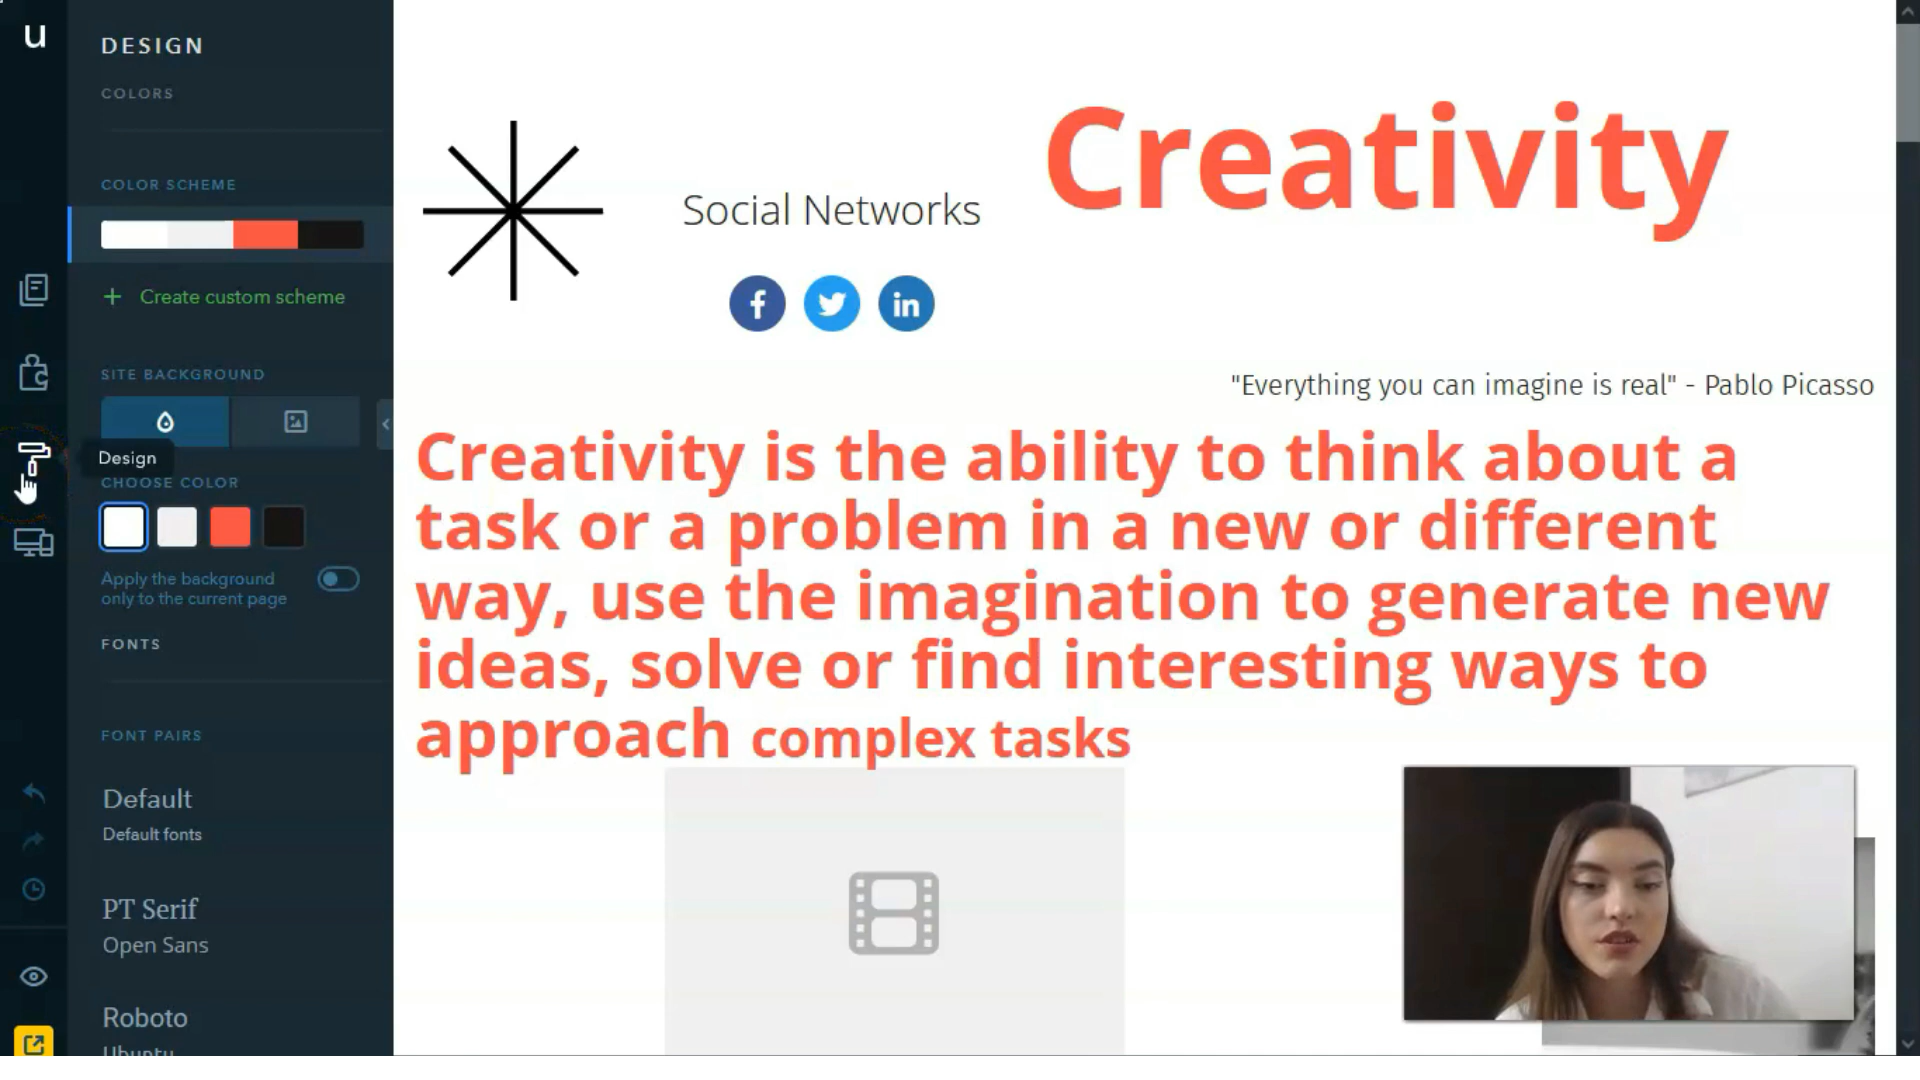 u
DESIGN
COLORS
COLOR SCHEME
+ Create custom scheme
SITE BACKGROUND
Design
CHOOSE COLOR
Apply the background
only to the current page
FONTS
FONT PAIRS
Default
Default fonts
PT Serif
Open Sans
Roboto
Ubuntu
Creativity
Social Networks
f
in
"Everything you can imagine is real" - Pablo Picasso
Creativity is the ability to think about a
task or a problem in a new or different
way, use the imagination to generate new
ideas, solve or find interesting ways to
approach complex tasks